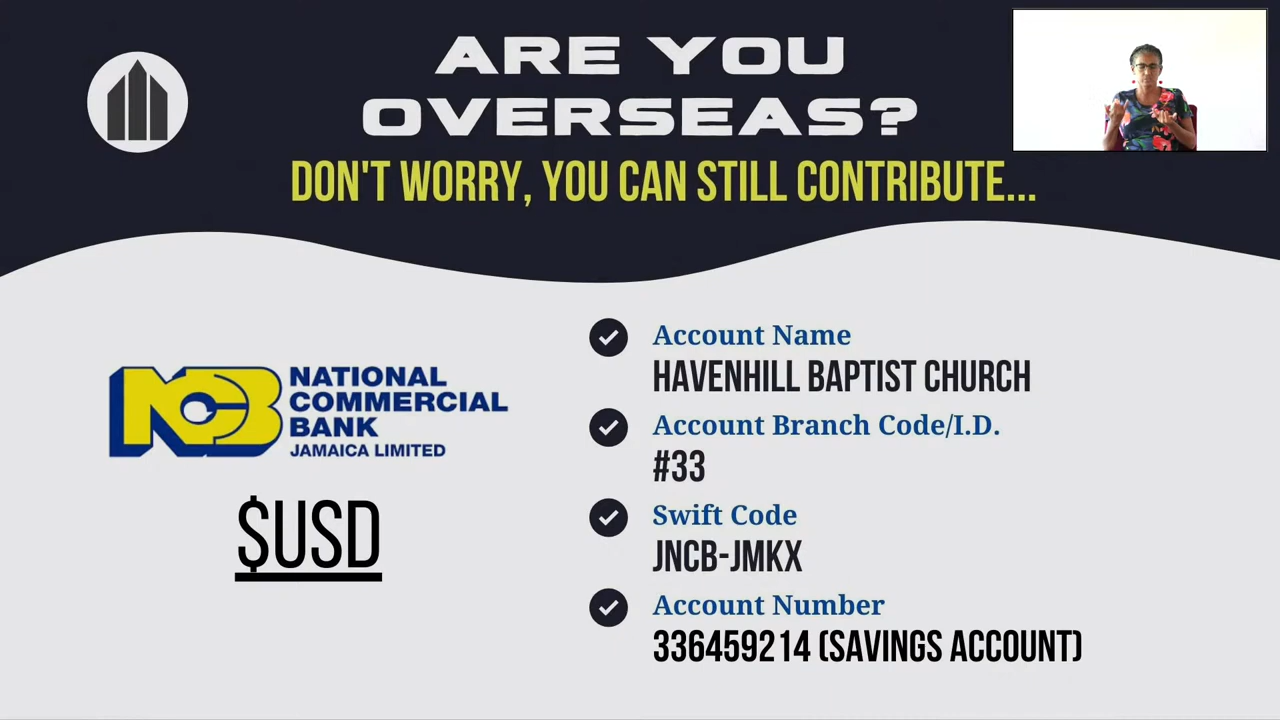 ARE YOU
OVERSEAS?
DON'T WORRY, YOU CAN STILL CONTRIBUTE...
NCB
NATIONAL
COMMERCIAL
BANK
JAMAICA LIMITED
$USD
Account Name
HAVENHILL BAPTIST CHURCH
Account Branch Code/I.D.
#33
Swift Code
JNCB-JMKX
Account Number
336459214 (SAVINGS ACCOUNT)